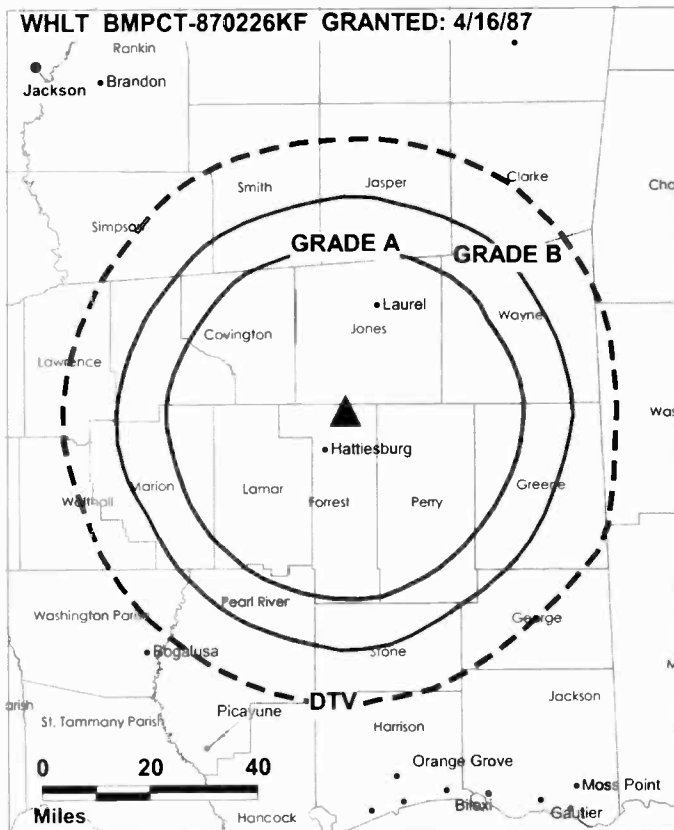 WHLT BMPCT-870226KF GRANTED: 4/16/87
Rankin
Jackson
Brandon
Smith
Jasper
Clarke
Simpson
GRADE A
GRADE B
Laurel
Wayne
Covington
Jones
Lawrence
Hattiesburg
Walthall
Marion
Lamar
Forrest
Perry
Greene
Pearl River
Washington Parish
George
Bogalusa
Stone
DTV
Jackson
Picayune
St. Tammany Parish
Harrison
0 20 40
Orange Grove
Moss Point
Biloxi
Gautier
Miles
Hancock